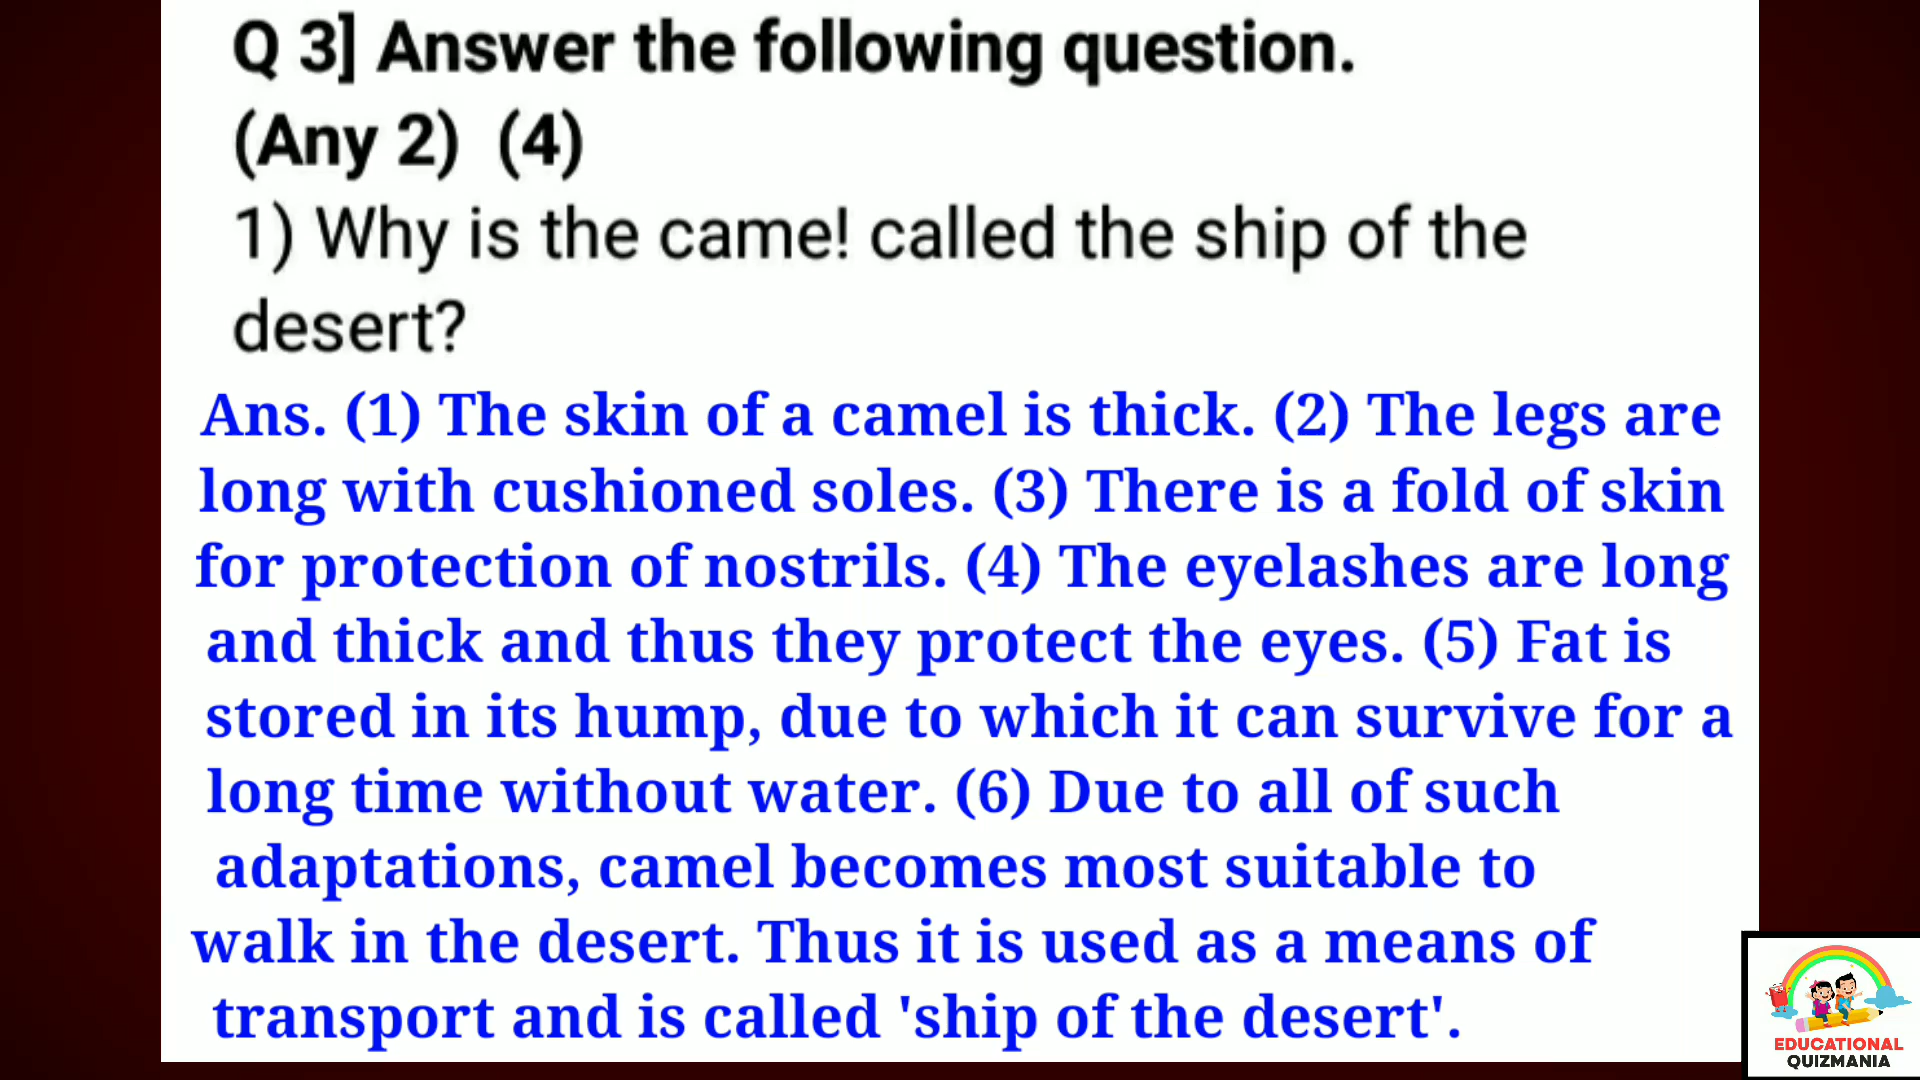 Q 3] Answer the following question.
(Any 2)  (4)
1) Why is the came! called the ship of the
desert?
Ans. (1) The skin of a camel is thick. (2) The legs are
long with cushioned soles. (3) There is a fold of skin
for protection of nostrils. (4) The eyelashes are long
and thick and thus they protect the eyes. (5) Fat is
stored in its hump, due to which it can survive for a
long time without water. (6) Due to all of such
adaptations, camel becomes most suitable to
walk in the desert. Thus it is used as a means of
transport and is called 'ship of the desert'.
EDUCATIONAL
QUIZMANIA